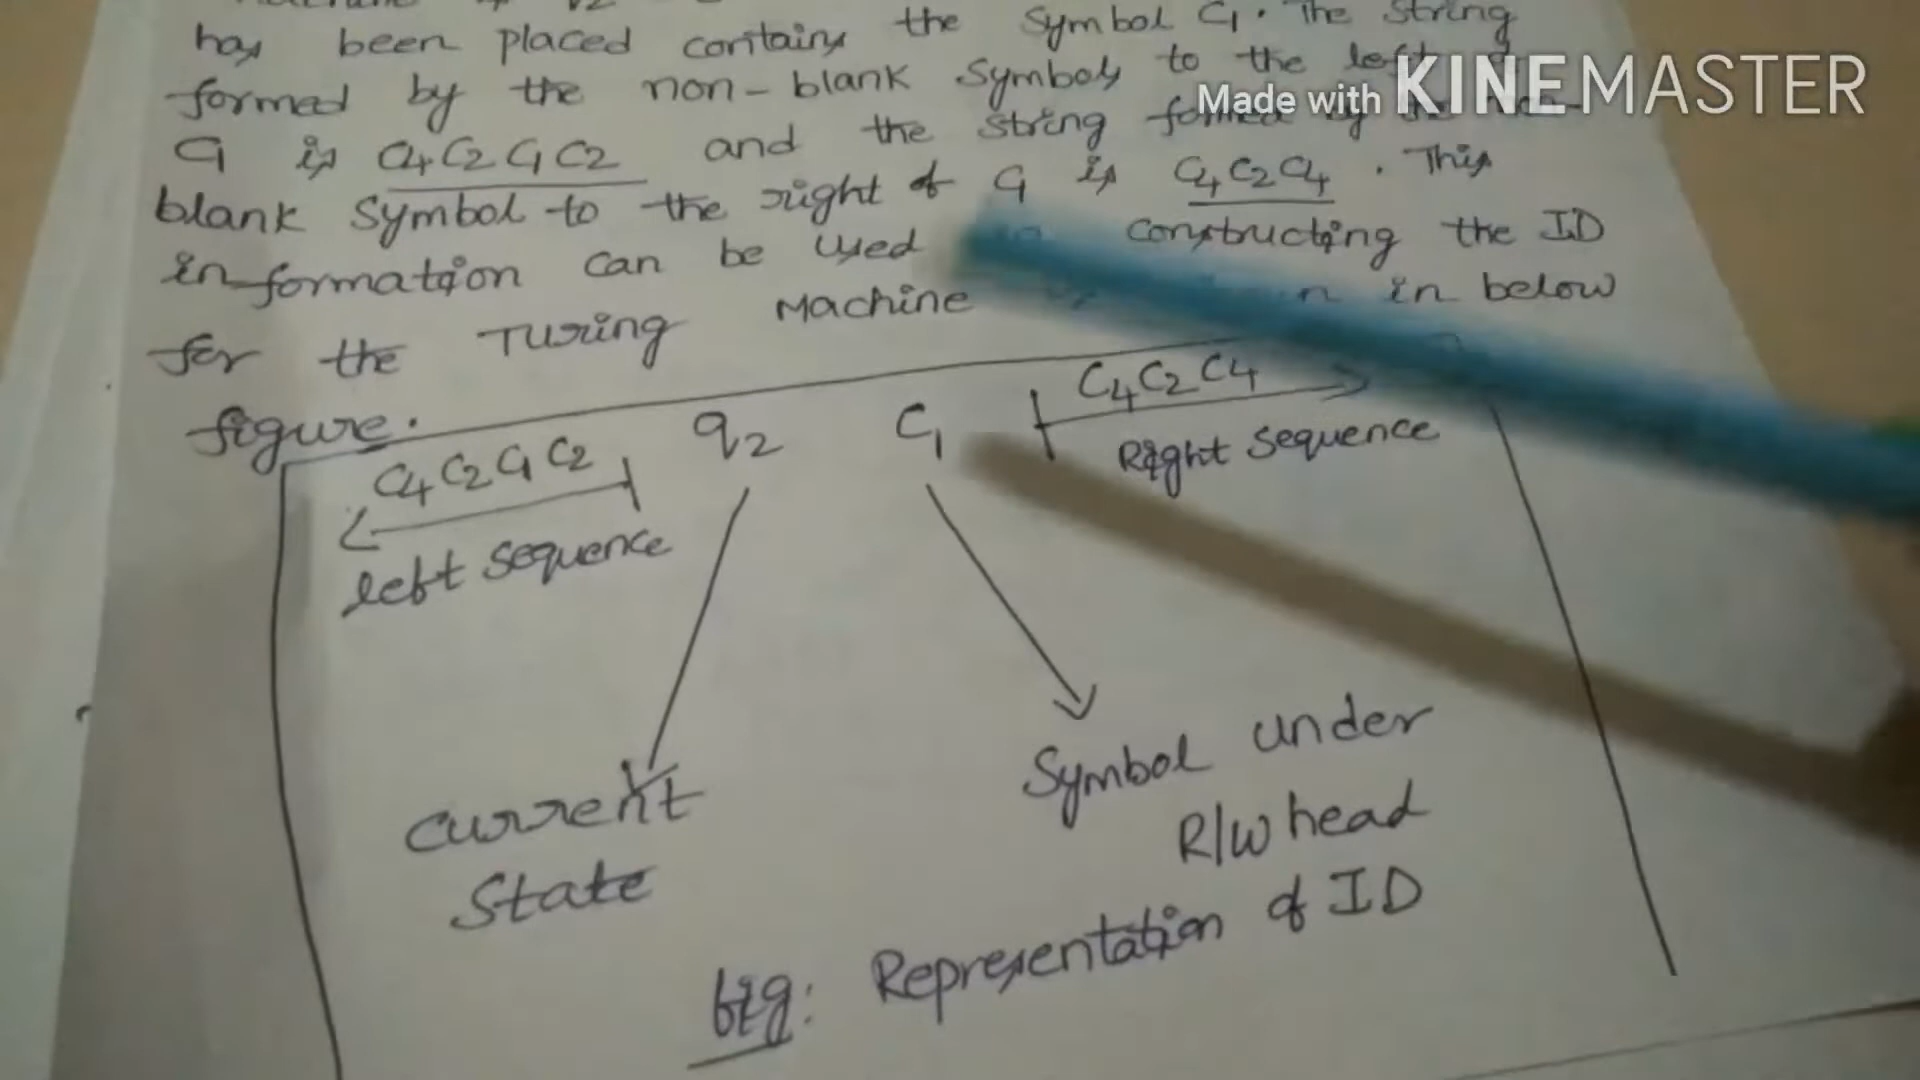 has been placed contains the Symbol C1. The string
formed by the non-blank Symbols to the left
C1 is C4C2C1C2 and the string formed by
blank Symbol to the right of C1 is C4C2C4. This
information can be used constructing the ID
for the Turing Machine in below
figure.
C4C2C1C2 q2 C1 C4C2C4
left sequence Right sequence
Current State
Symbol under R/W head
fig: Representation of ID
Made with KINEMASTER